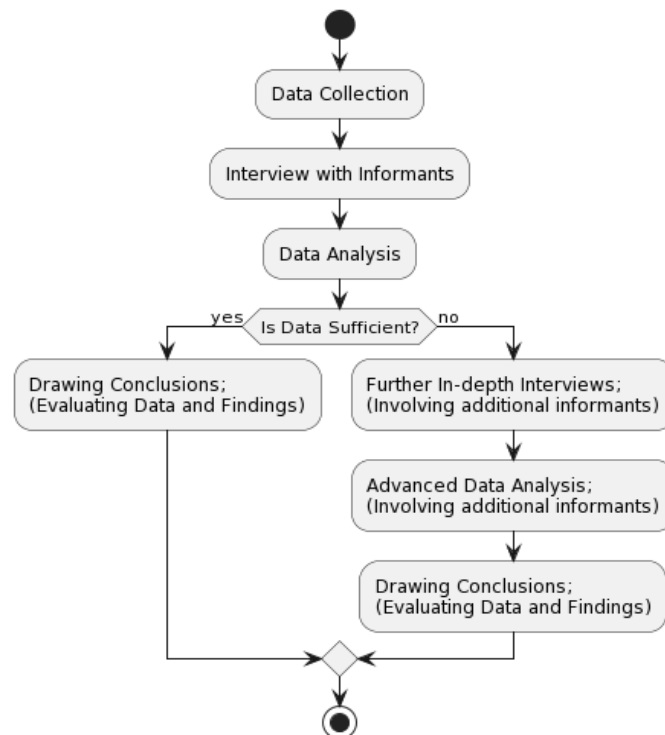 Data Collection
Interview with Informants
Data Analysis
yes
Is Data Sufficient?
no
Drawing Conclusions;
(Evaluating Data and Findings)
Further In-depth Interviews;
(Involving additional informants)
Advanced Data Analysis;
(Involving additional informants)
Drawing Conclusions;
(Evaluating Data and Findings)